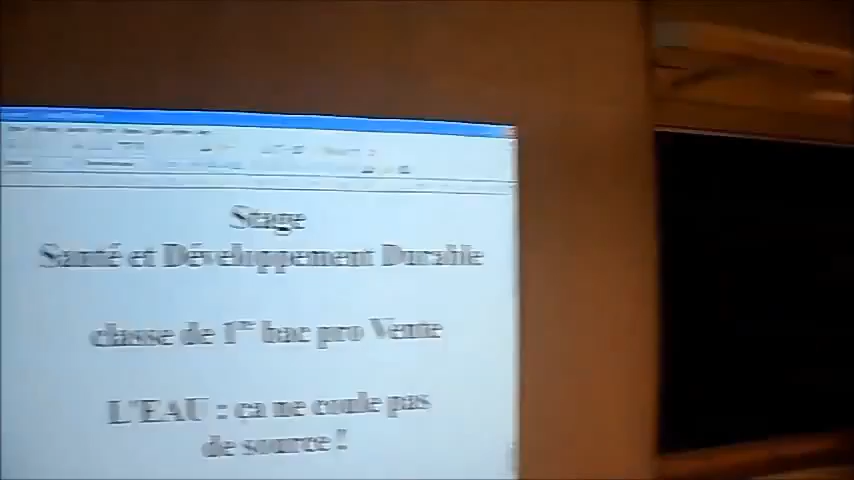 Stage
Santé et Développement Durable
classe de 1re bac pro Vente
L'EAU : ça ne coule pas
de source !